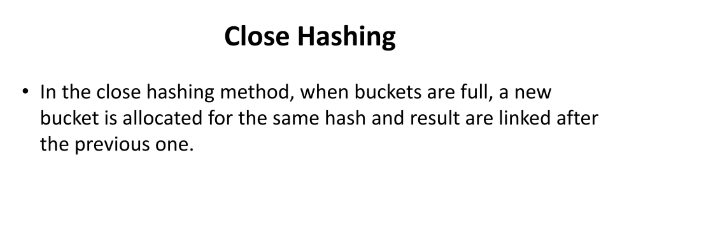 Close Hashing
• In the close hashing method, when buckets are full, a new
bucket is allocated for the same hash and result are linked after
the previous one.